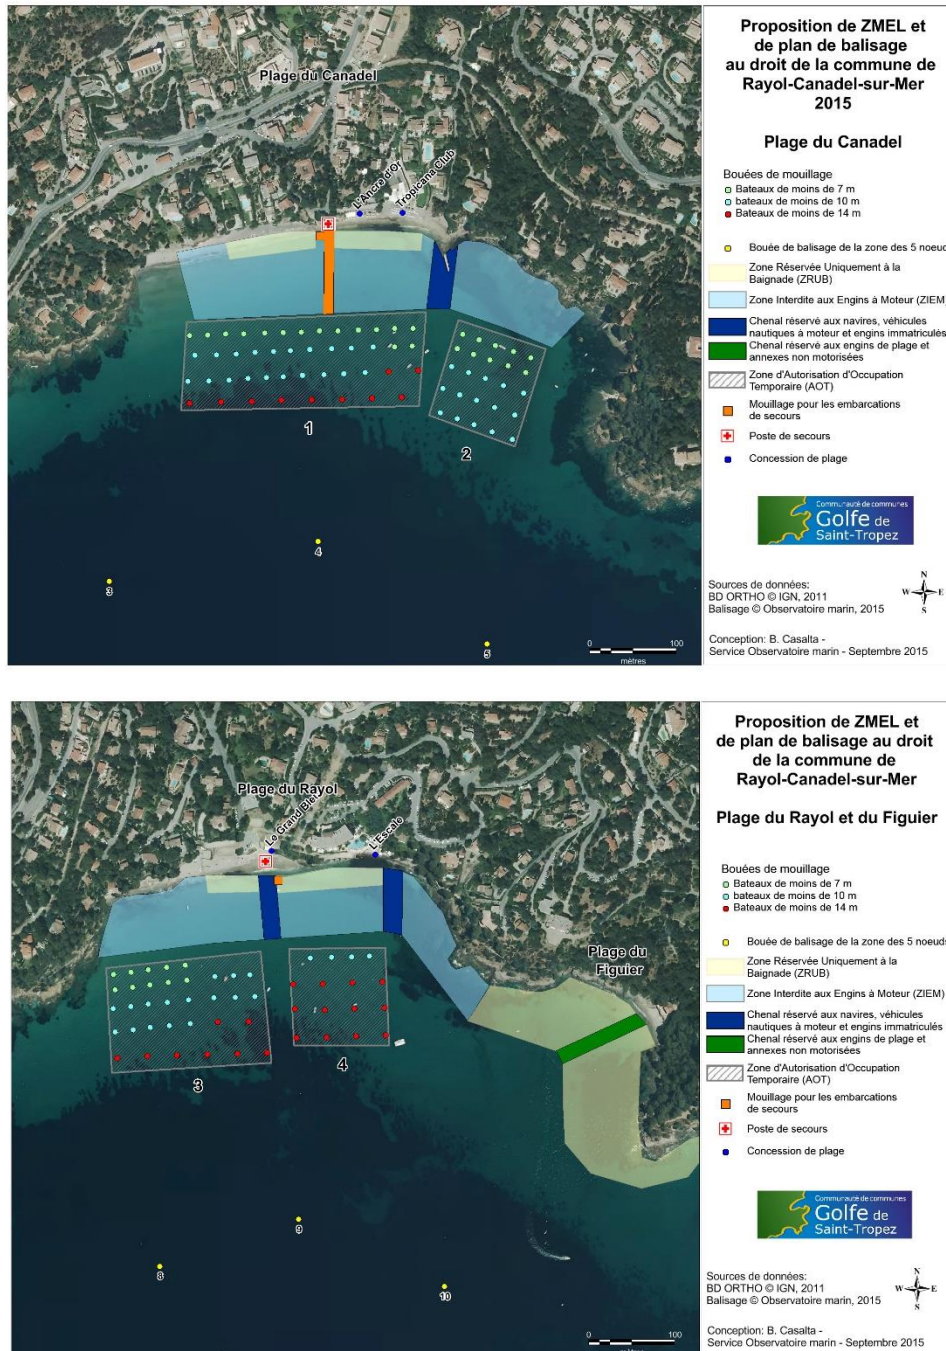 Plage du Canadel
L'Ancre d'Or
Tropicana Club
1
2
3
4
5
0
100
mètres
Proposition de ZMEL et
de plan de balisage
au droit de la commune de
Rayol-Canadel-sur-Mer
2015
Plage du Canadel
Bouées de mouillage
Bateaux de moins de 7 m
bateaux de moins de 10 m
Bateaux de moins de 14 m
Bouée de balisage de la zone des 5 noeuds
Zone Réservée Uniquement à la
Baignade (ZRUB)
Zone Interdite aux Engins à Moteur (ZIEM)
Chenal réservé aux navires, véhicules
nautiques à moteur et engins immatriculés
Chenal réservé aux engins de plage et
annexes non motorisées
Zone d'Autorisation d'Occupation
Temporaire (AOT)
Mouillage pour les embarcations
de secours
Poste de secours
Concession de plage
Communauté de communes
Golfe de
Saint-Tropez
Sources de données:
BD ORTHO © IGN, 2011
Balisage © Observatoire marin, 2015
N
W E
S
Conception: B. Casalta -
Service Observatoire marin - Septembre 2015
Plage du Rayol
Le Grand Bleu
L'Escale
Plage du
Figuier
3
4
8
9
10
0
100
mètres
Proposition de ZMEL et
de plan de balisage au droit
de la commune de
Rayol-Canadel-sur-Mer
Plage du Rayol et du Figuier
Bouées de mouillage
Bateaux de moins de 7 m
bateaux de moins de 10 m
Bateaux de moins de 14 m
Bouée de balisage de la zone des 5 noeuds
Zone Réservée Uniquement à la
Baignade (ZRUB)
Zone Interdite aux Engins à Moteur (ZIEM)
Chenal réservé aux navires, véhicules
nautiques à moteur et engins immatriculés
Chenal réservé aux engins de plage et
annexes non motorisées
Zone d'Autorisation d'Occupation
Temporaire (AOT)
Mouillage pour les embarcations
de secours
Poste de secours
Concession de plage
Communauté de communes
Golfe de
Saint-Tropez
Sources de données:
BD ORTHO © IGN, 2011
Balisage © Observatoire marin, 2015
N
W E
S
Conception: B. Casalta -
Service Observatoire marin - Septembre 2015